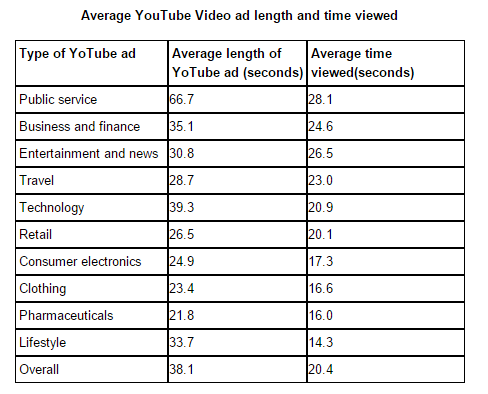 Average YouTube Video ad length and time viewed
Type of YoTube ad Average length of YoTube ad (seconds) Average time viewed(seconds)
Public service 66.7 28.1
Business and finance 35.1 24.6
Entertainment and news 30.8 26.5
Travel 28.7 23.0
Technology 39.3 20.9
Retail 26.5 20.1
Consumer electronics 24.9 17.3
Clothing 23.4 16.6
Pharmaceuticals 21.8 16.0
Lifestyle 33.7 14.3
Overall 38.1 20.4